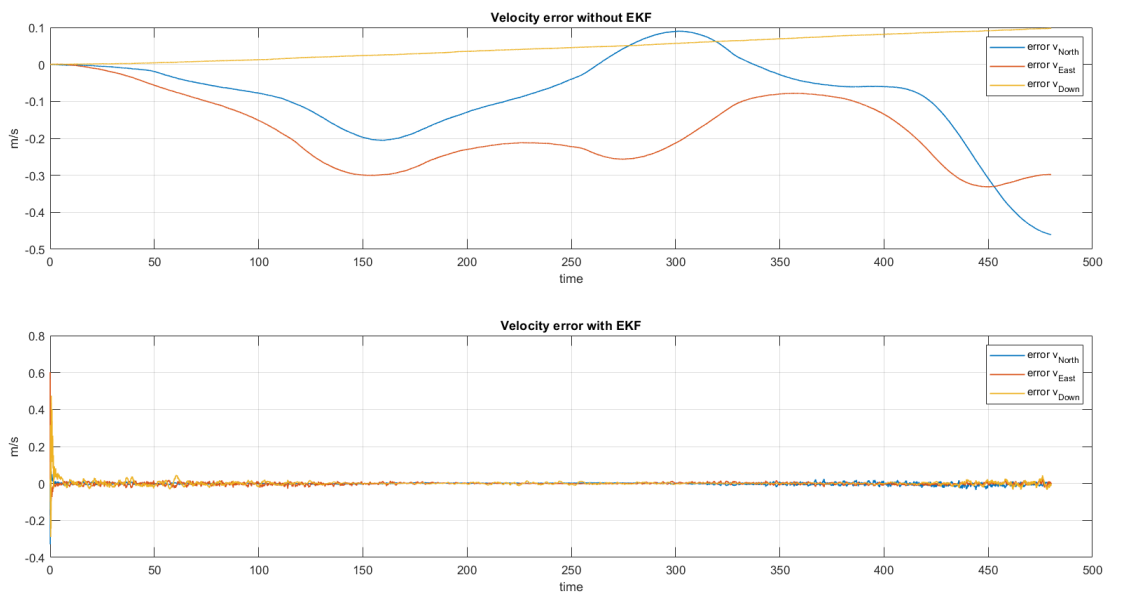 Velocity error without EKF
0.1
0
-0.1
-0.2
-0.3
-0.4
-0.5
m/s
error vNorth
error vEast
error vDown
0 50 100 150 200 250 300 350 400 450 500
time
Velocity error with EKF
0.8
0.6
0.4
0.2
0
-0.2
-0.4
m/s
error vNorth
error vEast
error vDown
0 50 100 150 200 250 300 350 400 450 500
time